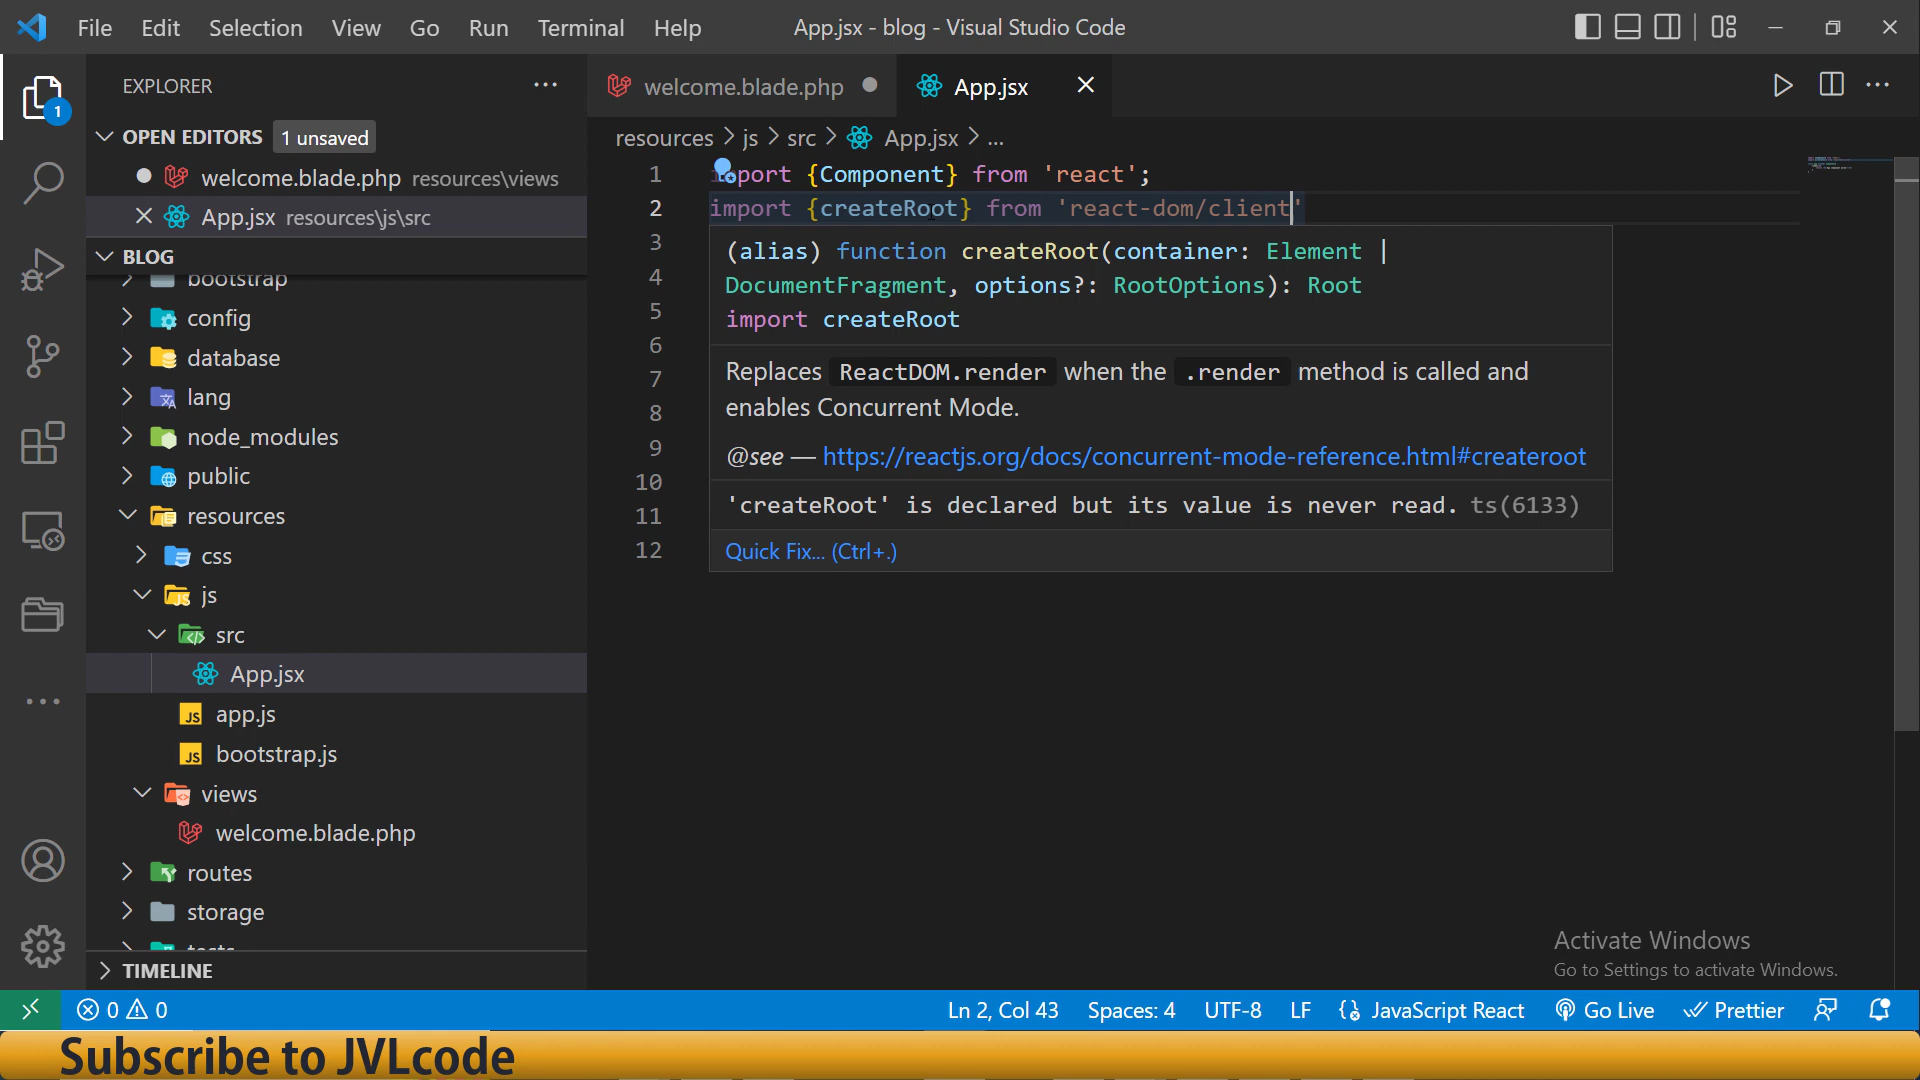 File Edit Selection View Go Run Terminal Help
App.jsx - blog - Visual Studio Code
1
EXPLORER
OPEN EDITORS 1 unsaved
welcome.blade.php resources\views
App.jsx resources\js\src
BLOG
bootstrap
config
database
lang
node_modules
public
resources
css
js
src
App.jsx
app.js
bootstrap.js
views
welcome.blade.php
routes
storage
tests
TIMELINE
welcome.blade.php
App.jsx
resources > js > src > App.jsx > ...
1 import {Component} from 'react';
2 import {createRoot} from 'react-dom/client'
3
4
5
6
7
8
9
10
11
12
(alias) function createRoot(container: Element |
DocumentFragment, options?: RootOptions): Root
import createRoot
Replaces ReactDOM.render when the .render method is called and
enables Concurrent Mode.
@see — https://reactjs.org/docs/concurrent-mode-reference.html#createroot
'createRoot' is declared but its value is never read. ts(6133)
Quick Fix... (Ctrl+.)
Activate Windows
Go to Settings to activate Windows.
0 0
Ln 2, Col 43 Spaces: 4 UTF-8 LF JavaScript React Go Live Prettier
Subscribe to JVLcode